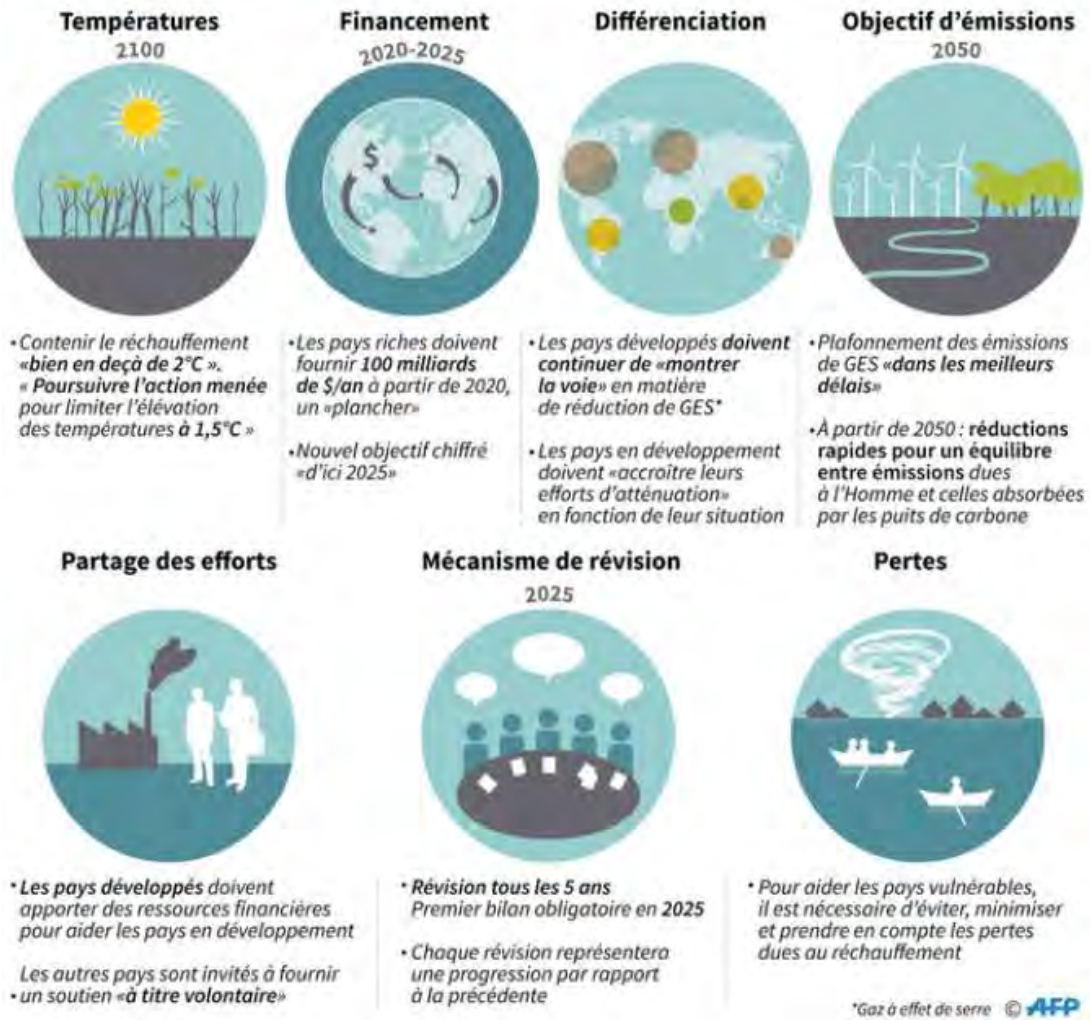 Températures
2100
Financement
2020-2025
Différenciation
Objectif d'émissions
2050
$
•Contenir le réchauffement
«bien en deçà de 2°C ».
« Poursuivre l'action menée
pour limiter l'élévation
des températures à 1,5°C »
•Les pays riches doivent
fournir 100 milliards
de $/an à partir de 2020,
un «plancher»
•Nouvel objectif chiffré
«d'ici 2025»
•Les pays développés doivent
continuer de «montrer
la voie» en matière
de réduction de GES*
•Les pays en développement
doivent «accroître leurs
efforts d'atténuation»
en fonction de leur situation
•Plafonnement des émissions
de GES «dans les meilleurs
délais»
•À partir de 2050 : réductions
rapides pour un équilibre
entre émissions dues
à l'Homme et celles absorbées
par les puits de carbone
Partage des efforts
Mécanisme de révision
2025
Pertes
• Les pays développés doivent
apporter des ressources financières
pour aider les pays en développement
Les autres pays sont invités à fournir
• un soutien «à titre volontaire»
• Révision tous les 5 ans
Premier bilan obligatoire en 2025
• Chaque révision représentera
une progression par rapport
à la précédente
• Pour aider les pays vulnérables,
il est nécessaire d'éviter, minimiser
et prendre en compte les pertes
dues au réchauffement
*Gaz à effet de serre © AFP